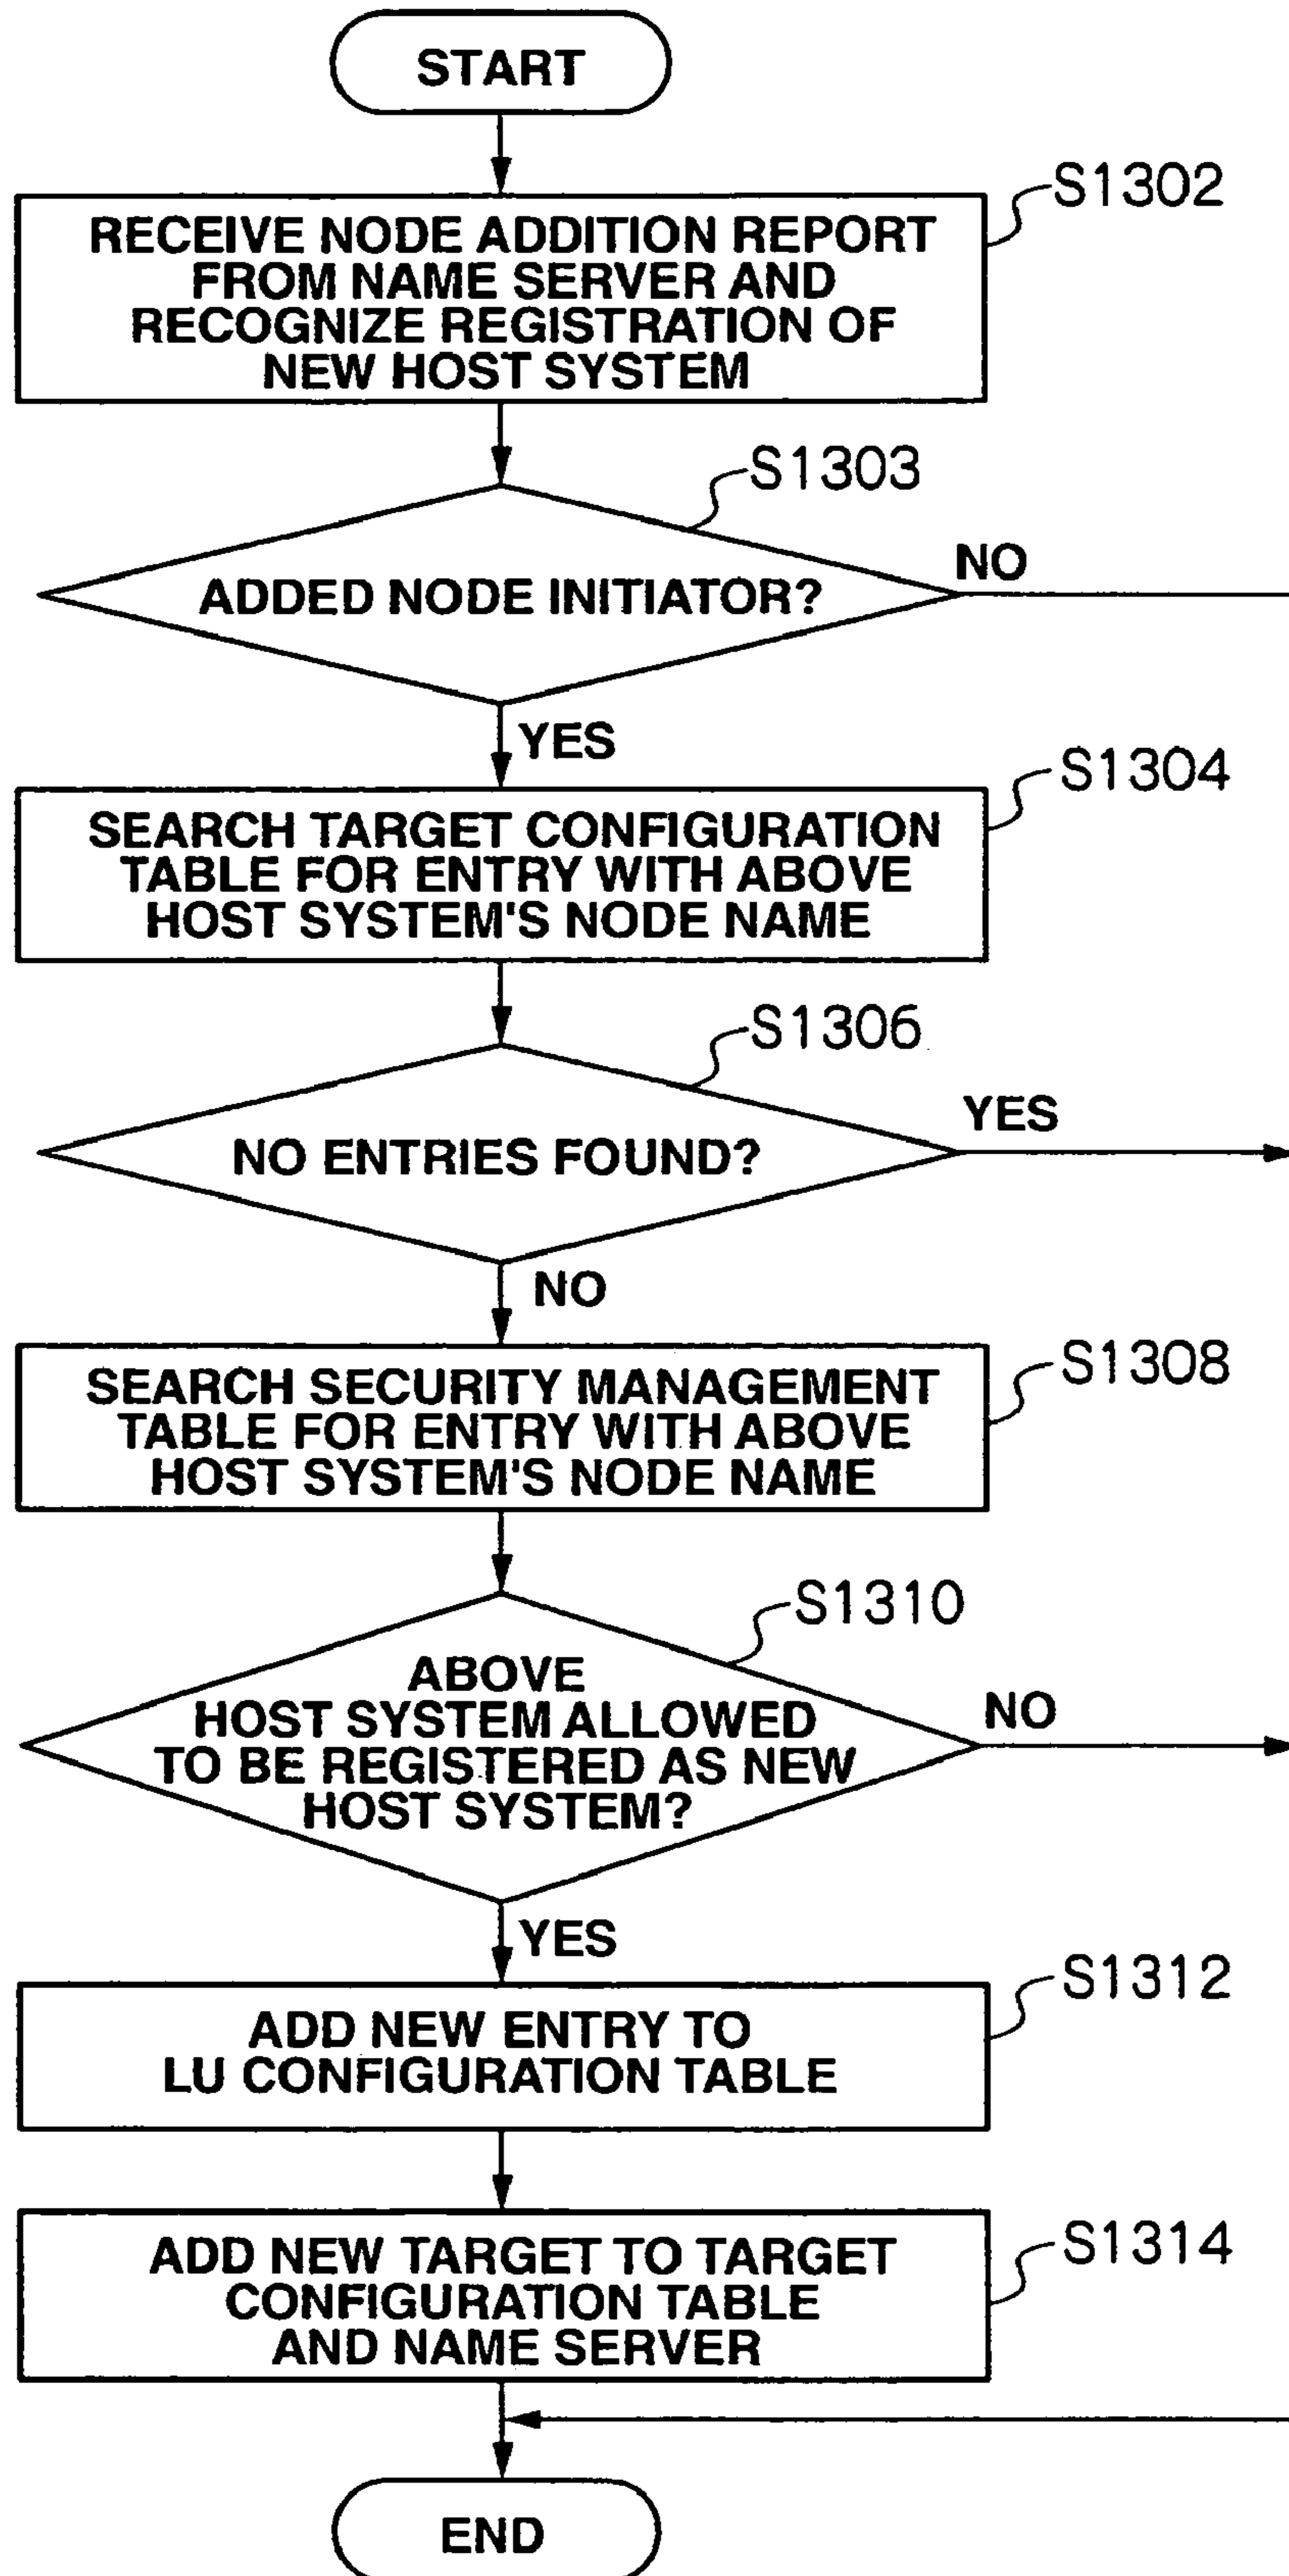 START
S1302
RECEIVE NODE ADDITION REPORT
FROM NAME SERVER AND
RECOGNIZE REGISTRATION OF
NEW HOST SYSTEM
S1303
ADDED NODE INITIATOR?
NO
YES
S1304
SEARCH TARGET CONFIGURATION
TABLE FOR ENTRY WITH ABOVE
HOST SYSTEM'S NODE NAME
S1306
NO ENTRIES FOUND?
YES
NO
S1308
SEARCH SECURITY MANAGEMENT
TABLE FOR ENTRY WITH ABOVE
HOST SYSTEM'S NODE NAME
S1310
ABOVE
HOST SYSTEM ALLOWED
TO BE REGISTERED AS NEW
HOST SYSTEM?
NO
YES
S1312
ADD NEW ENTRY TO
LU CONFIGURATION TABLE
S1314
ADD NEW TARGET TO TARGET
CONFIGURATION TABLE
AND NAME SERVER
END